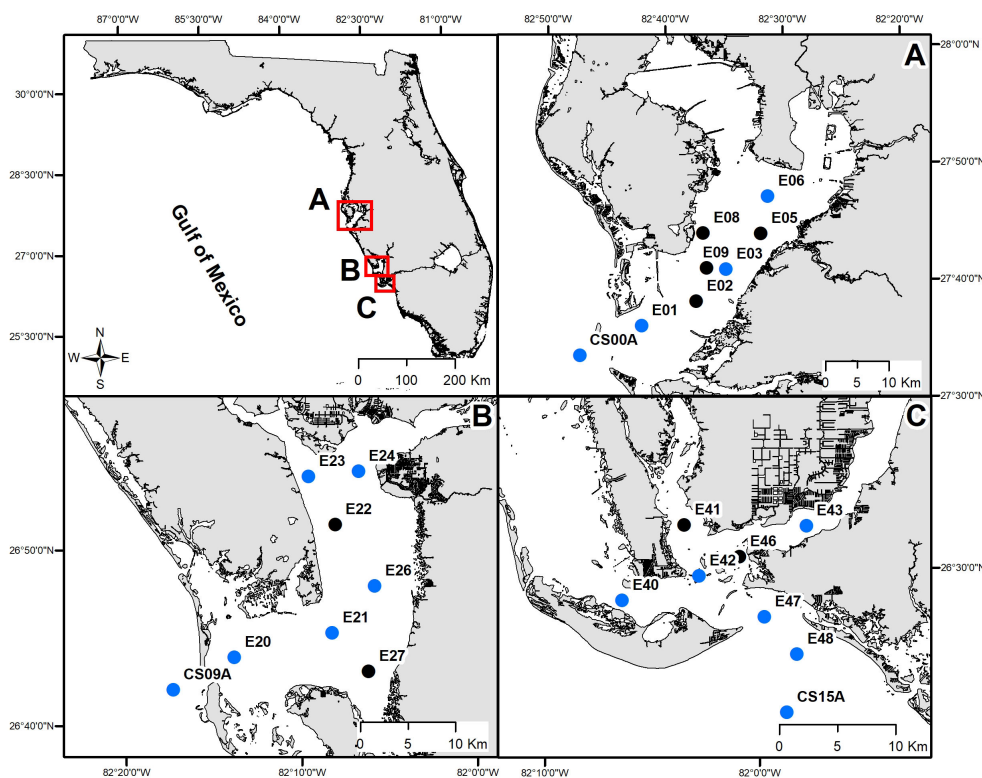 87°0'0"W 85°30'0"W 84°0'0"W 82°30'0"W 81°0'0"W
82°50'0"W 82°40'0"W 82°30'0"W 82°20'0"W
30°0'0"N
28°30'0"N
27°0'0"N
25°30'0"N
A
B
C
Gulf of Mexico
N
W E
S
0 100 200 Km
A
28°0'0"N
27°50'0"N
27°40'0"N
27°30'0"N
E06
E08 E05
E09 E03
E02
E01
CS00A
0 5 10 Km
B
E23 E24
E22
E26
E21
E20
E27
CS09A
26°50'0"N
26°40'0"N
0 5 10 Km
82°20'0"W 82°10'0"W 82°0'0"W
C
E41 E43
E46
E42
E40
E47
E48
CS15A
26°30'0"N
0 5 10 Km
82°10'0"W 82°0'0"W